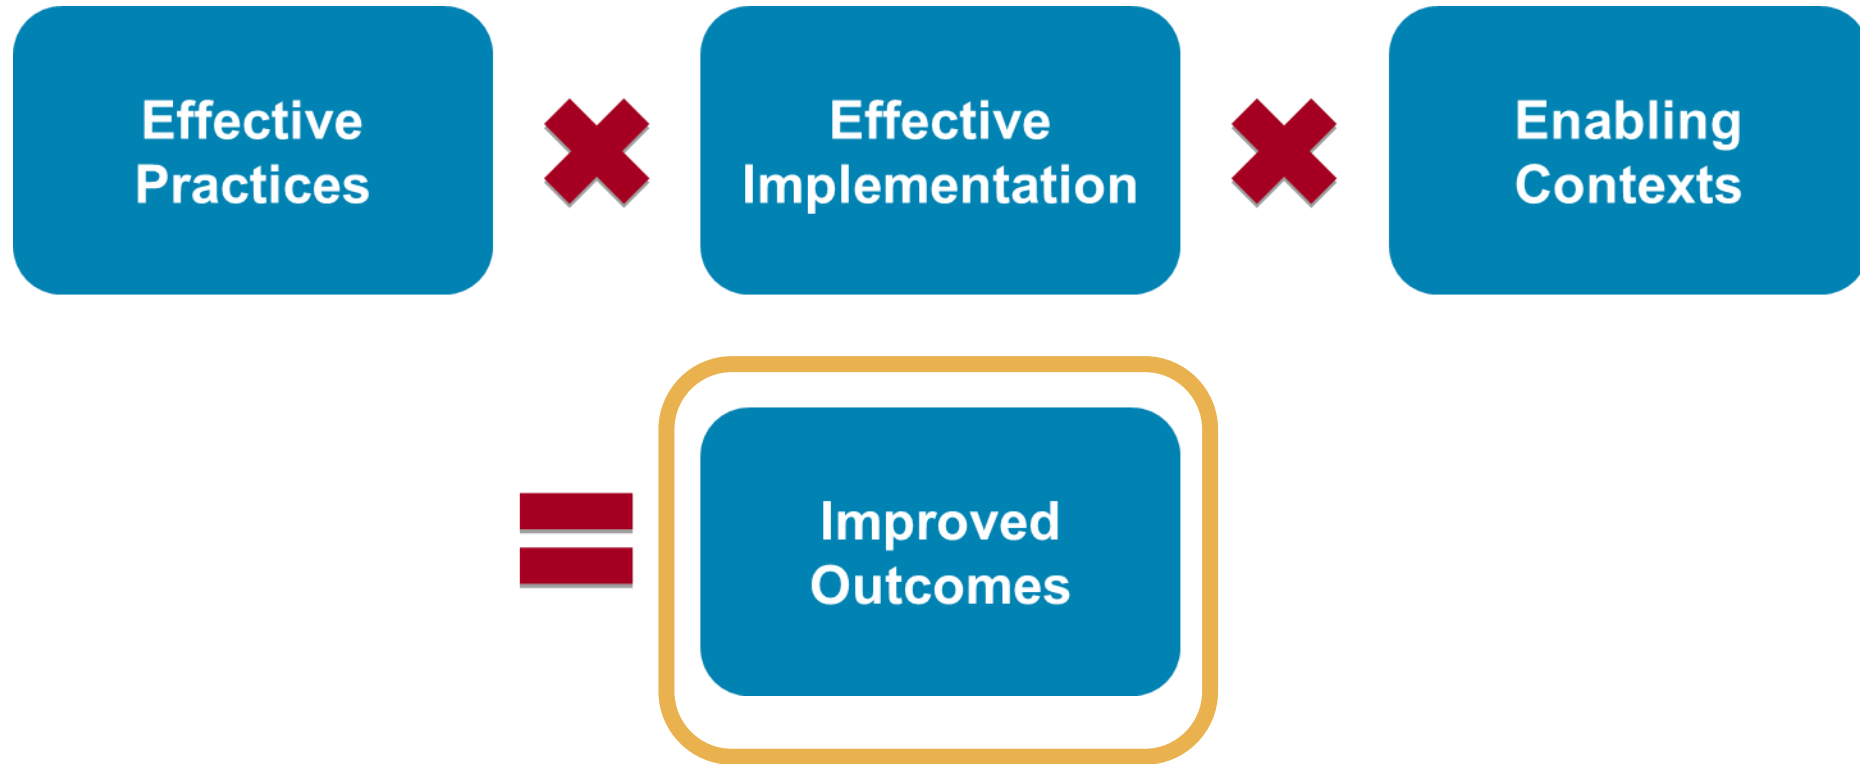 Effective
Practices
Effective
Implementation
Enabling
Contexts
Improved
Outcomes